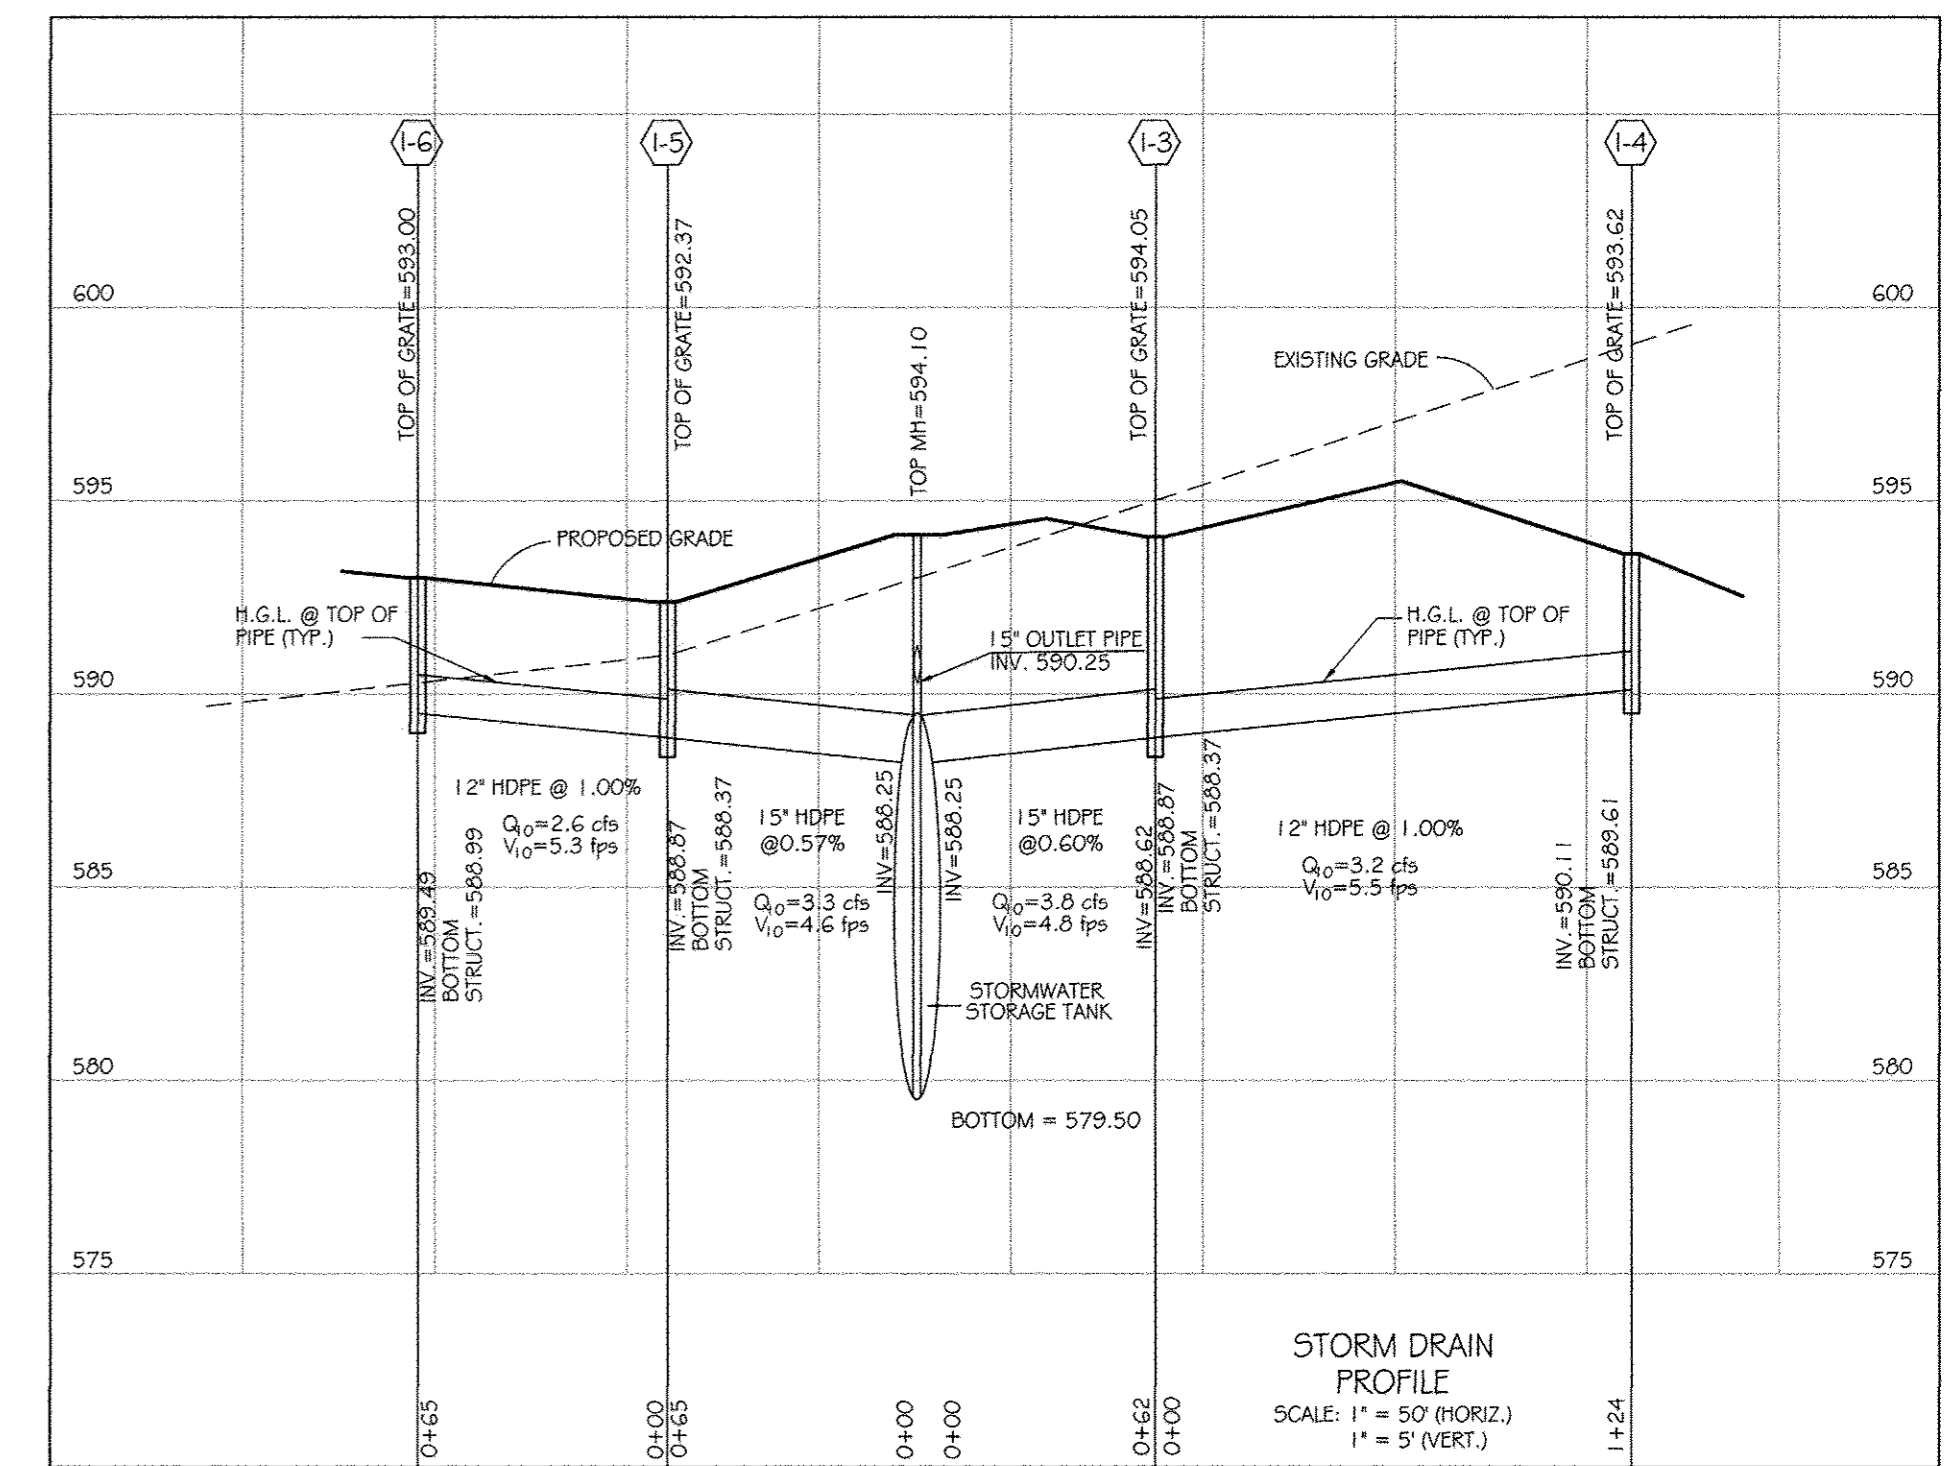 I-6
I-5
I-3
I-4
TOP OF GRATE=593.00
TOP OF GRATE=592.37
TOP MH=594.10
TOP OF GRATE=594.05
TOP OF GRATE=593.62
600
600
EXISTING GRADE
595
595
PROPOSED GRADE
H.G.L. @ TOP OF
PIPE (TYP.)
15" OUTLET PIPE
INV. 590.25
H.G.L. @ TOP OF
PIPE (TYP.)
590
590
12" HDPE @ 1.00%
Q10=2.6 cfs
V10=5.3 fps
15" HDPE
@0.57%
Q10=3.3 cfs
V10=4.6 fps
15" HDPE
@0.60%
Q10=3.8 cfs
V10=4.8 fps
12" HDPE @ 1.00%
Q10=3.2 cfs
V10=5.5 fps
INV.=589.49
BOTTOM
STRUCT.=588.99
INV.=588.87
BOTTOM
STRUCT.=588.37
INV=588.25
INV=588.25
INV=588.62
INV.=588.87
BOTTOM
STRUCT.=588.37
INV.=590.11
BOTTOM
STRUCT.=589.61
585
585
STORMWATER
STORAGE TANK
580
580
BOTTOM = 579.50
575
575
STORM DRAIN
PROFILE
SCALE: 1" = 50' (HORIZ.)
1" = 5' (VERT.)
0+65
0+00
0+65
0+00
0+00
0+62
0+00
1+24